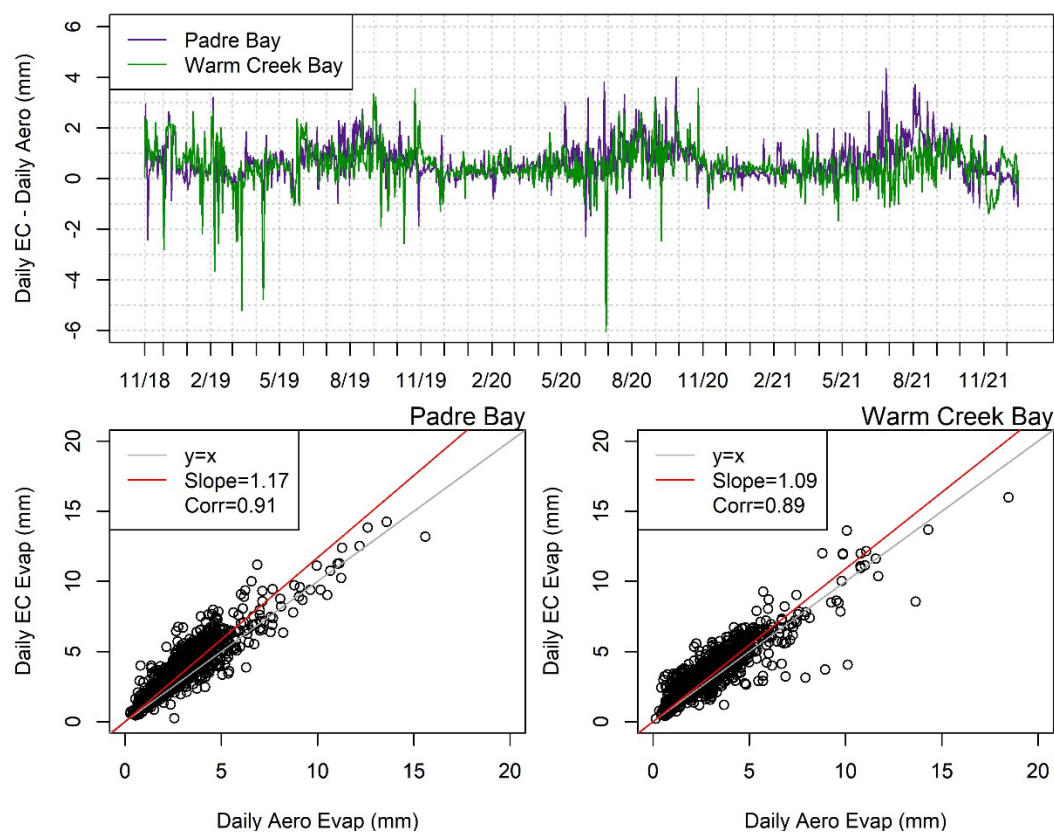 Daily EC - Daily Aero (mm)
6
4
2
0
-2
-4
-6
Padre Bay
Warm Creek Bay
11/18 2/19 5/19 8/19 11/19 2/20 5/20 8/20 11/20 2/21 5/21 8/21 11/21
Padre Bay
Daily EC Evap (mm)
20
15
10
5
0
y=x
Slope=1.17
Corr=0.91
0 5 10 15 20
Daily Aero Evap (mm)
Warm Creek Bay
Daily EC Evap (mm)
20
15
10
5
0
y=x
Slope=1.09
Corr=0.89
0 5 10 15 20
Daily Aero Evap (mm)